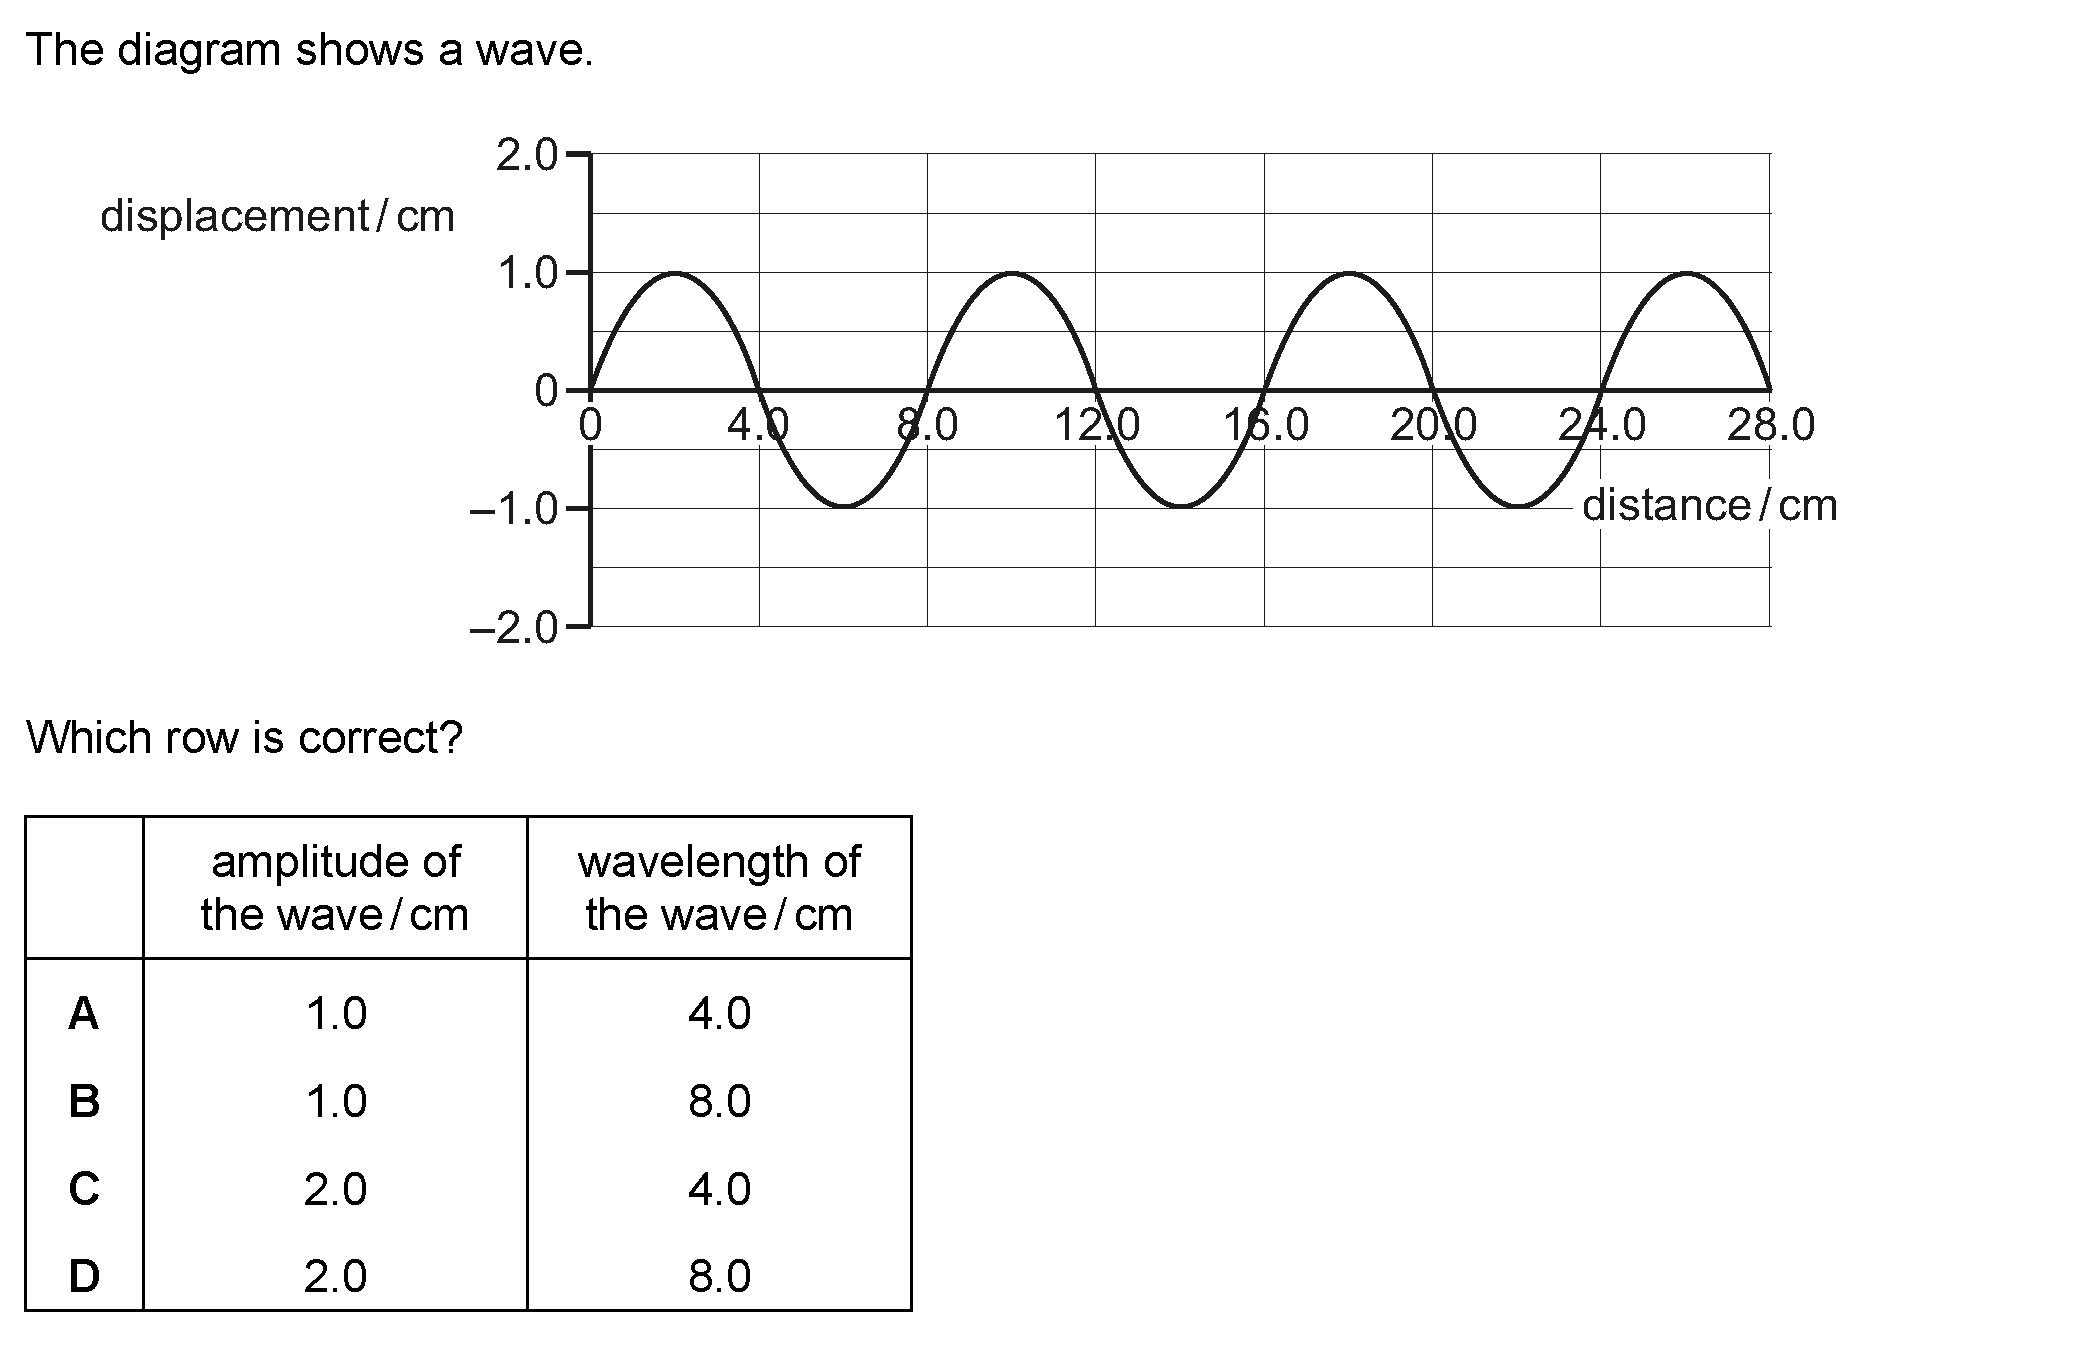 The diagram shows a wave.
2.0
displacement / cm
1.0
0
0 4.0 8.0 12.0 16.0 20.0 24.0 28.0
–1.0
distance / cm
–2.0
Which row is correct?
amplitude of wavelength of
the wave / cm the wave / cm
A 1.0 4.0
B 1.0 8.0
C 2.0 4.0
D 2.0 8.0